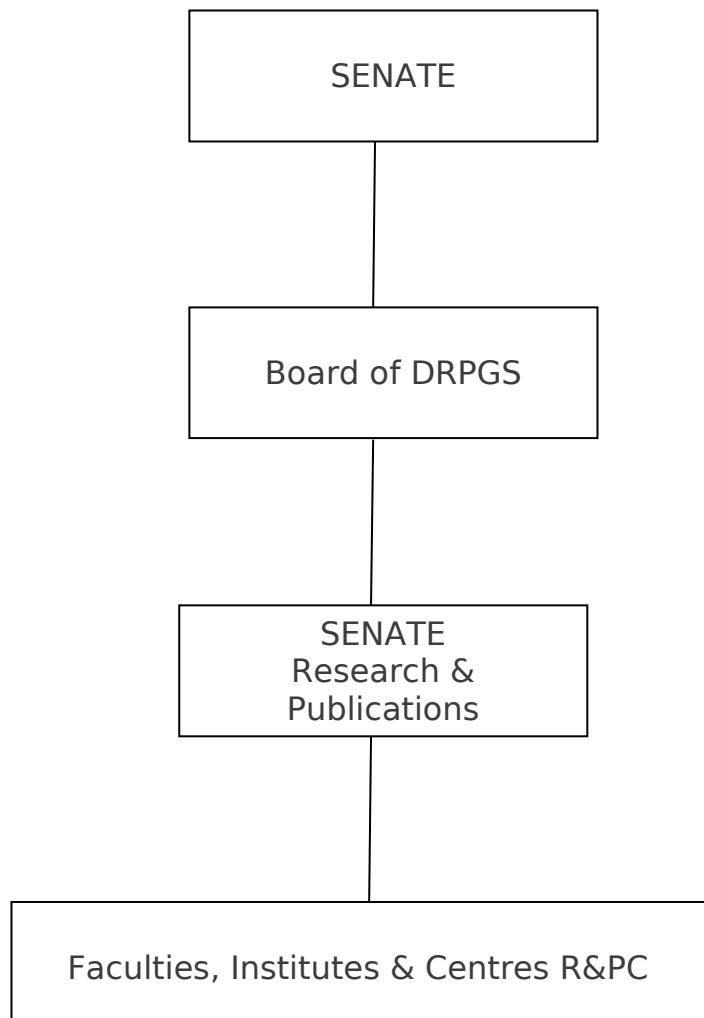 SENATE
Board of DRPGS
SENATE
Research &
Publications
Faculties, Institutes & Centres R&PC